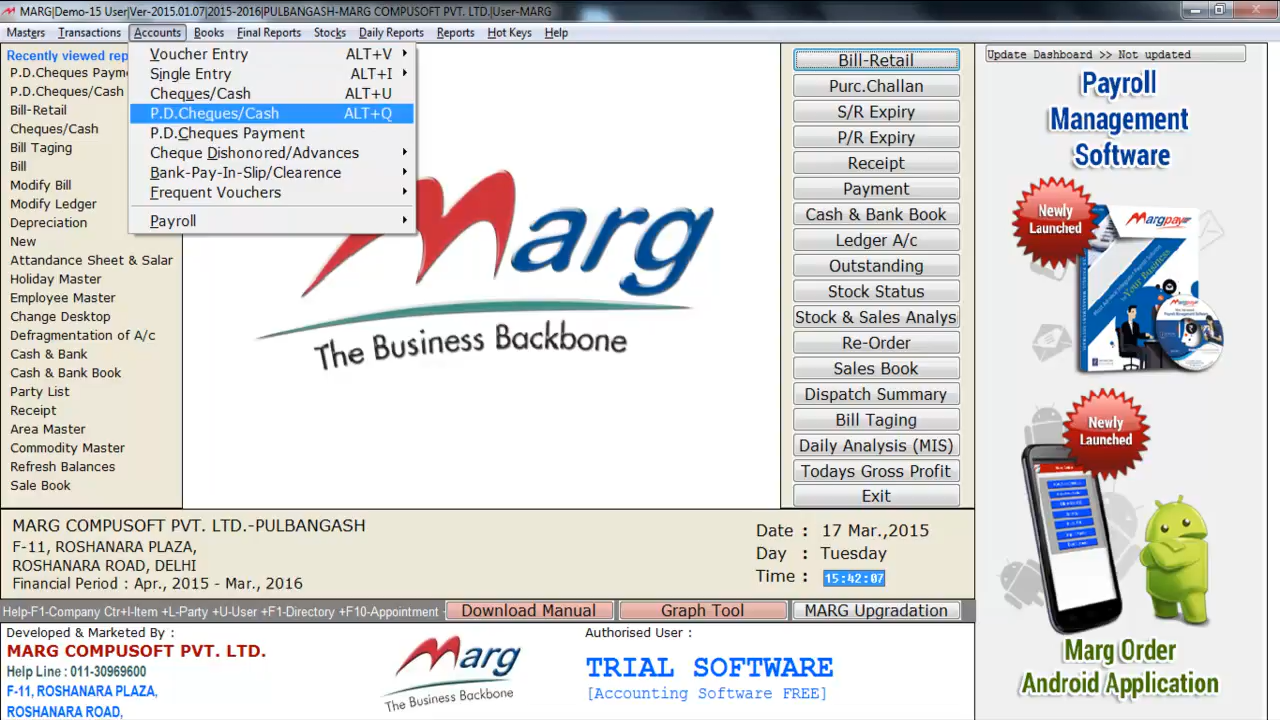 MARG|Demo-15 User|Ver-2015.01.07|2015-2016|PULBANGASH-MARG COMPUSOFT PVT. LTD.|User-MARG
Masters Transactions Accounts Books Final Reports Stocks Daily Reports Reports Hot Keys Help
Recently viewed rep
P.D.Cheques Paym
P.D.Cheques/Cash
Bill-Retail
Cheques/Cash
Bill Taging
Bill
Modify Bill
Modify Ledger
Depreciation
New
Attendance Sheet & Salar
Holiday Master
Employee Master
Change Desktop
Defragmentation of A/c
Cash & Bank
Cash & Bank Book
Party List
Receipt
Area Master
Commodity Master
Refresh Balances
Sale Book
Voucher Entry ALT+V
Single Entry ALT+I
Cheques/Cash ALT+U
P.D.Cheques/Cash ALT+Q
P.D.Cheques Payment
Cheque Dishonored/Advances
Bank-Pay-In-Slip/Clearence
Frequent Vouchers
Payroll
Marg
The Business Backbone
Bill-Retail
Purc.Challan
S/R Expiry
P/R Expiry
Receipt
Payment
Cash & Bank Book
Ledger A/c
Outstanding
Stock Status
Stock & Sales Analys
Re-Order
Sales Book
Dispatch Summary
Bill Taging
Daily Analysis (MIS)
Todays Gross Profit
Exit
Update Dashboard >> Not updated
Payroll
Management
Software
Newly
Launched
Margpay
Newly
Launched
Marg Order
Android Application
MARG COMPUSOFT PVT. LTD.-PULBANGASH
F-11, ROSHANARA PLAZA,
ROSHANARA ROAD, DELHI
Financial Period : Apr., 2015 - Mar., 2016
Date : 17 Mar.,2015
Day : Tuesday
Time : 15:42:07
Help-F1-Company Ctr+I-Item +L-Party +U-User +F1-Directory +F10-Appointment
Download Manual Graph Tool MARG Upgradation
Developed & Marketed By :
MARG COMPUSOFT PVT. LTD.
Help Line : 011-30969600
F-11, ROSHANARA PLAZA,
ROSHANARA ROAD,
Marg
The Business Backbone
Authorised User :
TRIAL SOFTWARE
[Accounting Software FREE]